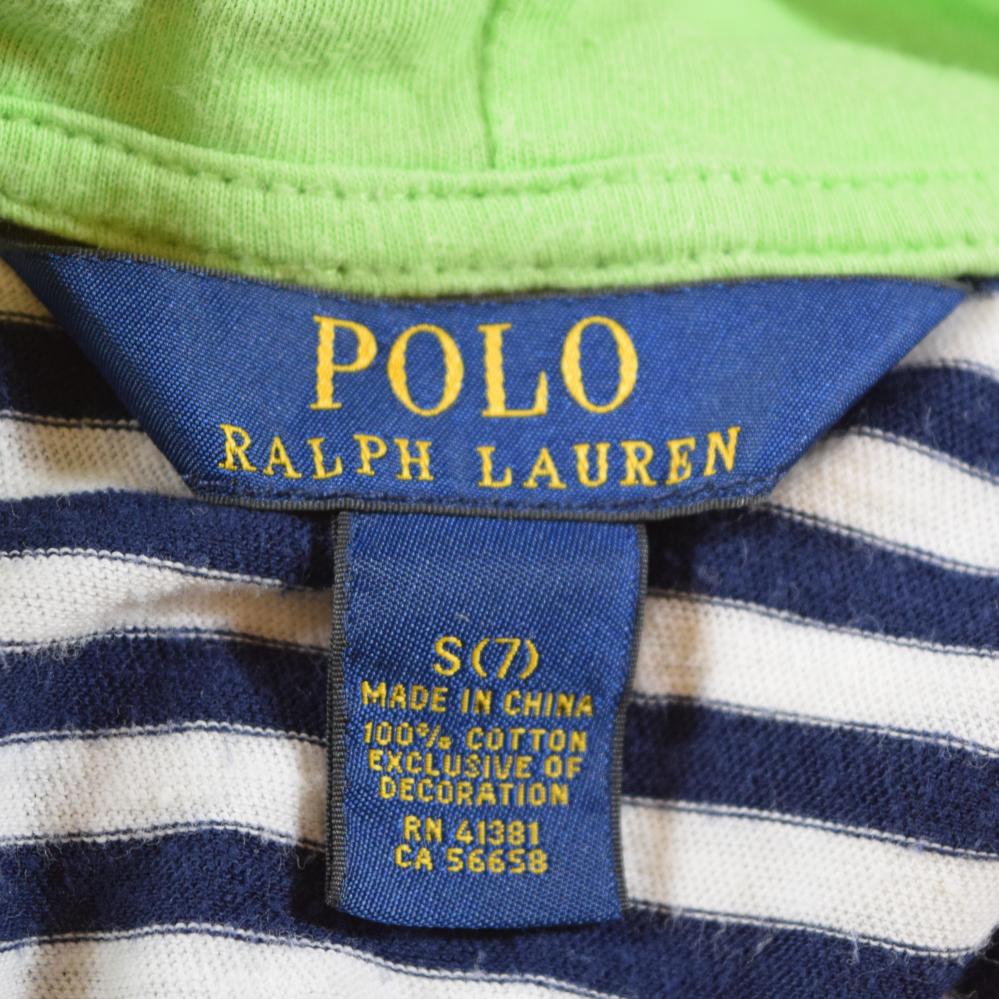 POLO
RALPH LAUREN
S(7)
MADE IN CHINA
100% COTTON
EXCLUSIVE OF
DECORATION
RN 41381
CA 56658